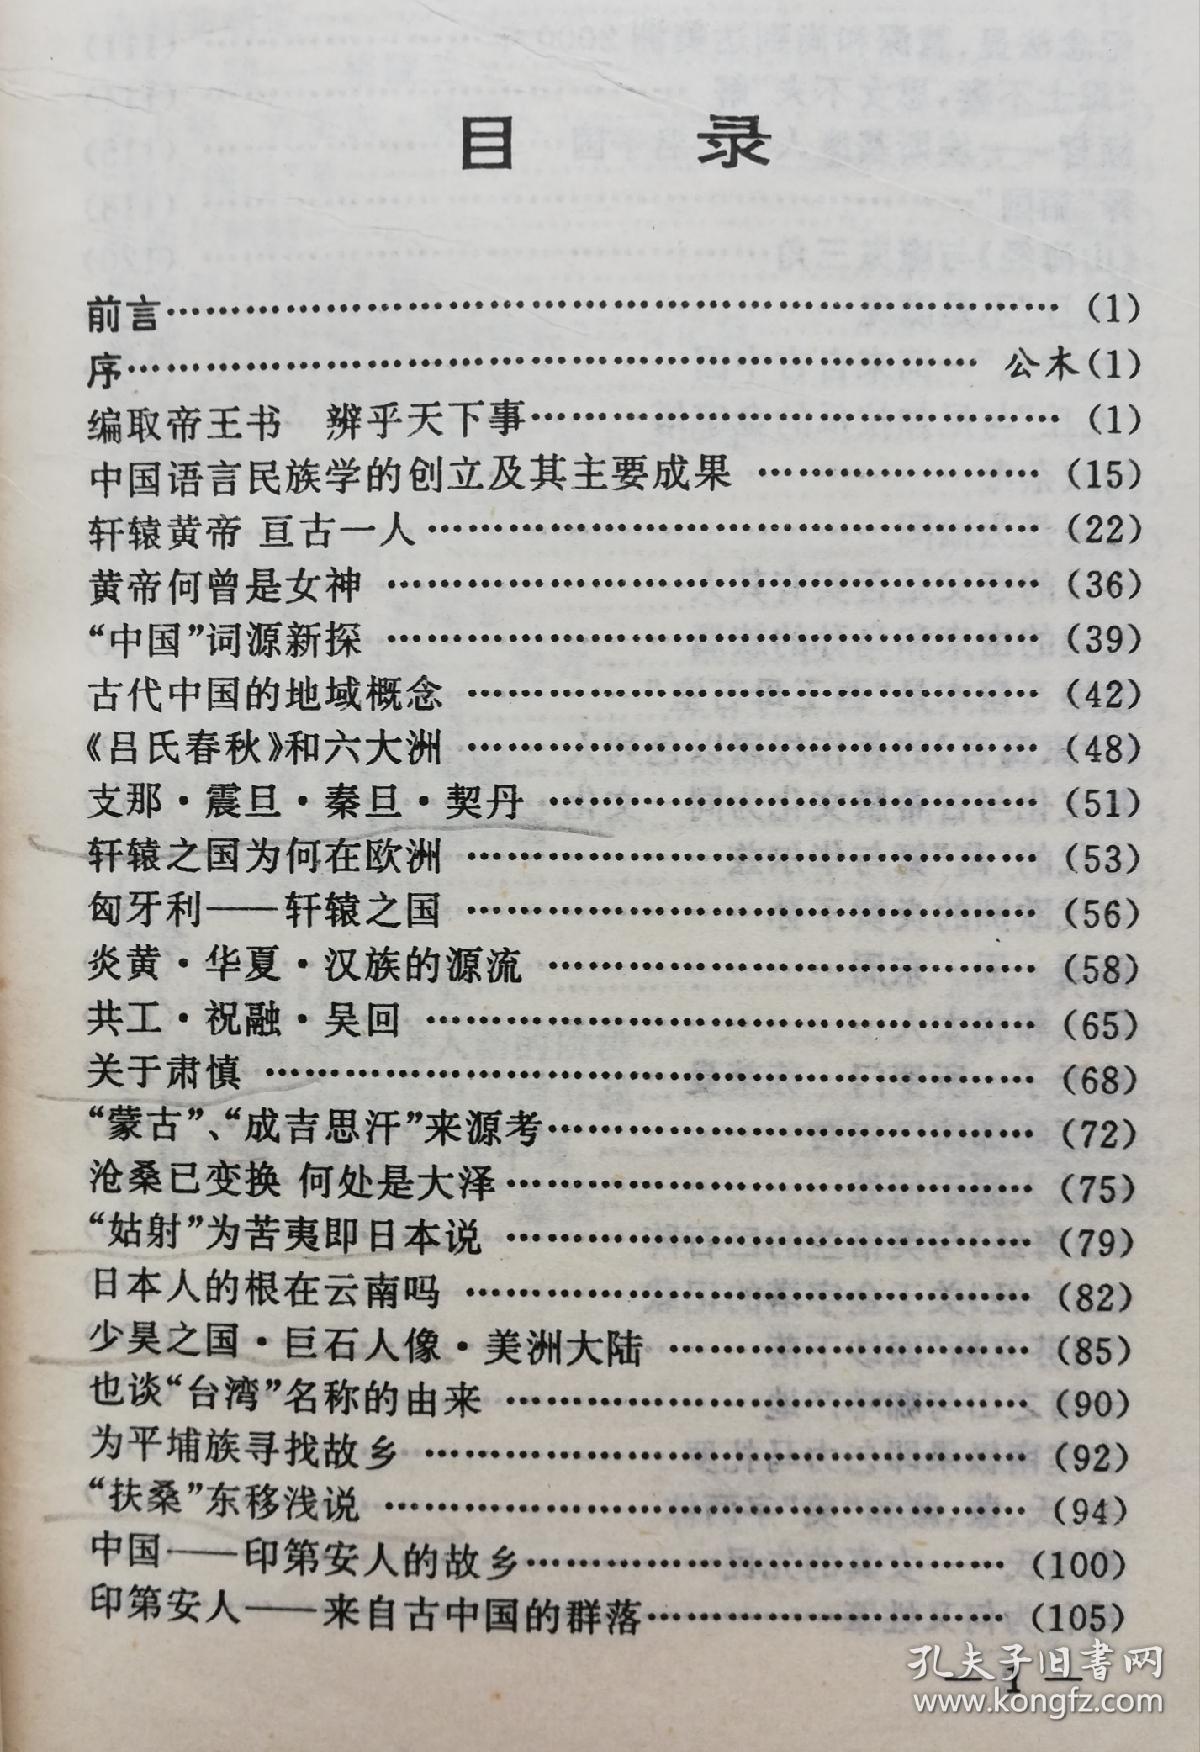 目 录
前言……(1)
序……公木(1)
编取帝王书 辨乎天下事……(1)
中国语言民族学的创立及其主要成果……(15)
轩辕黄帝 亘古一人……(22)
黄帝何曾是女神……(36)
“中国”词源新探……(39)
古代中国的地域概念……(42)
《吕氏春秋》和六大洲……(48)
支那·震旦·秦旦·契丹……(51)
轩辕之国为何在欧洲……(53)
匈牙利——轩辕之国……(56)
炎黄·华夏·汉族的源流……(58)
共工·祝融·吴回……(65)
关于肃慎……(68)
“蒙古”、“成吉思汗”来源考……(72)
沧桑已变换 何处是大泽……(75)
“姑射”为苦夷即日本说……(79)
日本人的根在云南吗……(82)
少昊之国·巨石人像·美洲大陆……(85)
也谈“台湾”名称的由来……(90)
为平埔族寻找故乡……(92)
“扶桑”东移浅说……(94)
中国——印第安人的故乡……(100)
印第安人——来自古中国的群落……(105)
— 1 —
孔夫子旧书网
www.kongfz.com